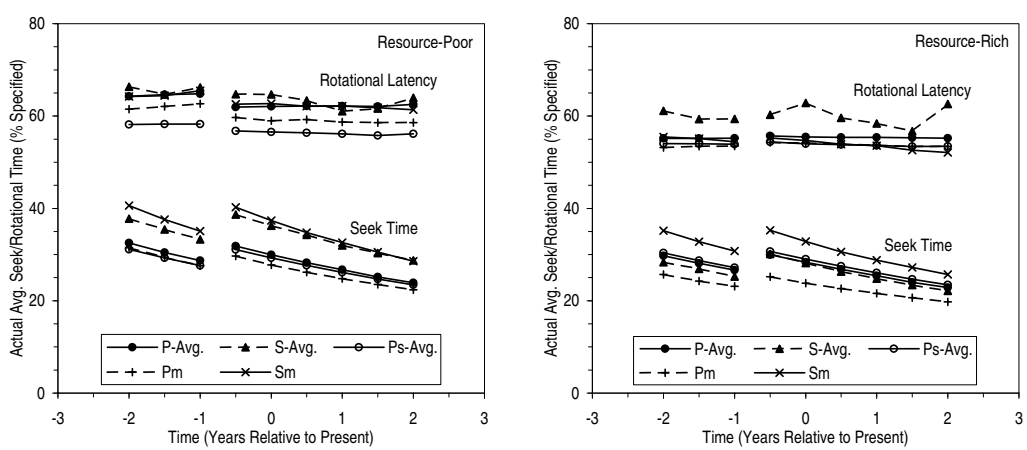 Actual Avg. Seek/Rotational Time (% Specified)
80
60
40
20
0
Resource-Poor
Rotational Latency
Seek Time
P-Avg. S-Avg. Ps-Avg.
Pm Sm
-3 -2 -1 0 1 2 3
Time (Years Relative to Present)
Actual Avg. Seek/Rotational Time (% Specified)
80
60
40
20
0
Resource-Rich
Rotational Latency
Seek Time
P-Avg. S-Avg. Ps-Avg.
Pm Sm
-3 -2 -1 0 1 2 3
Time (Years Relative to Present)